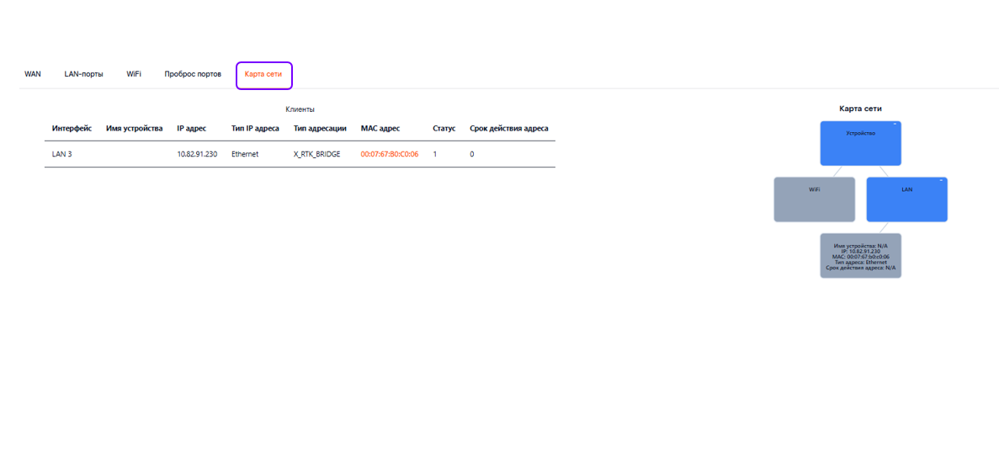 WAN LAN-порты WiFi Проброс портов Карта сети
Клиенты
Интерфейс Имя устройства IP адрес Тип IP адреса Тип адресации MAC адрес Статус Срок действия адреса
LAN 3 10.82.91.230 Ethernet X_RTK_BRIDGE 00:07:67:B0:C0:06 1 0
Карта сети
Устройство
WiFi
LAN
Имя устройства: N/A
IP: 10.82.91.230
MAC: 00:07:67:b0:c0:06
Тип адреса: Ethernet
Срок действия адреса: N/A